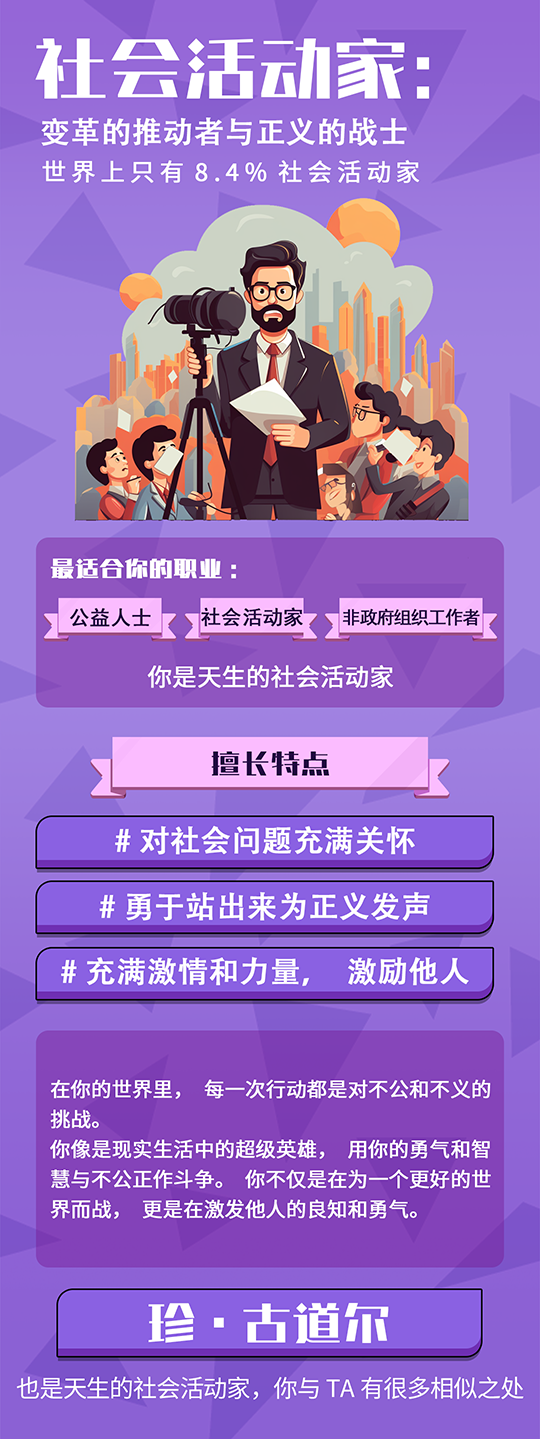 社会活动家:
变革的推动者与正义的战士
世界上只有8.4%社会活动家
最适合你的职业：
公益人士
社会活动家
非政府组织工作者
你是天生的社会活动家
擅长特点
# 对社会问题充满关怀
# 勇于站出来为正义发声
# 充满激情和力量， 激励他人
在你的世界里， 每一次行动都是对不公和不义的
挑战。
你像是现实生活中的超级英雄， 用你的勇气和智
慧与不公正作斗争。 你不仅是在为一个更好的世
界而战， 更是在激发他人的良知和勇气。
珍·古道尔
也是天生的社会活动家，你与 TA 有很多相似之处